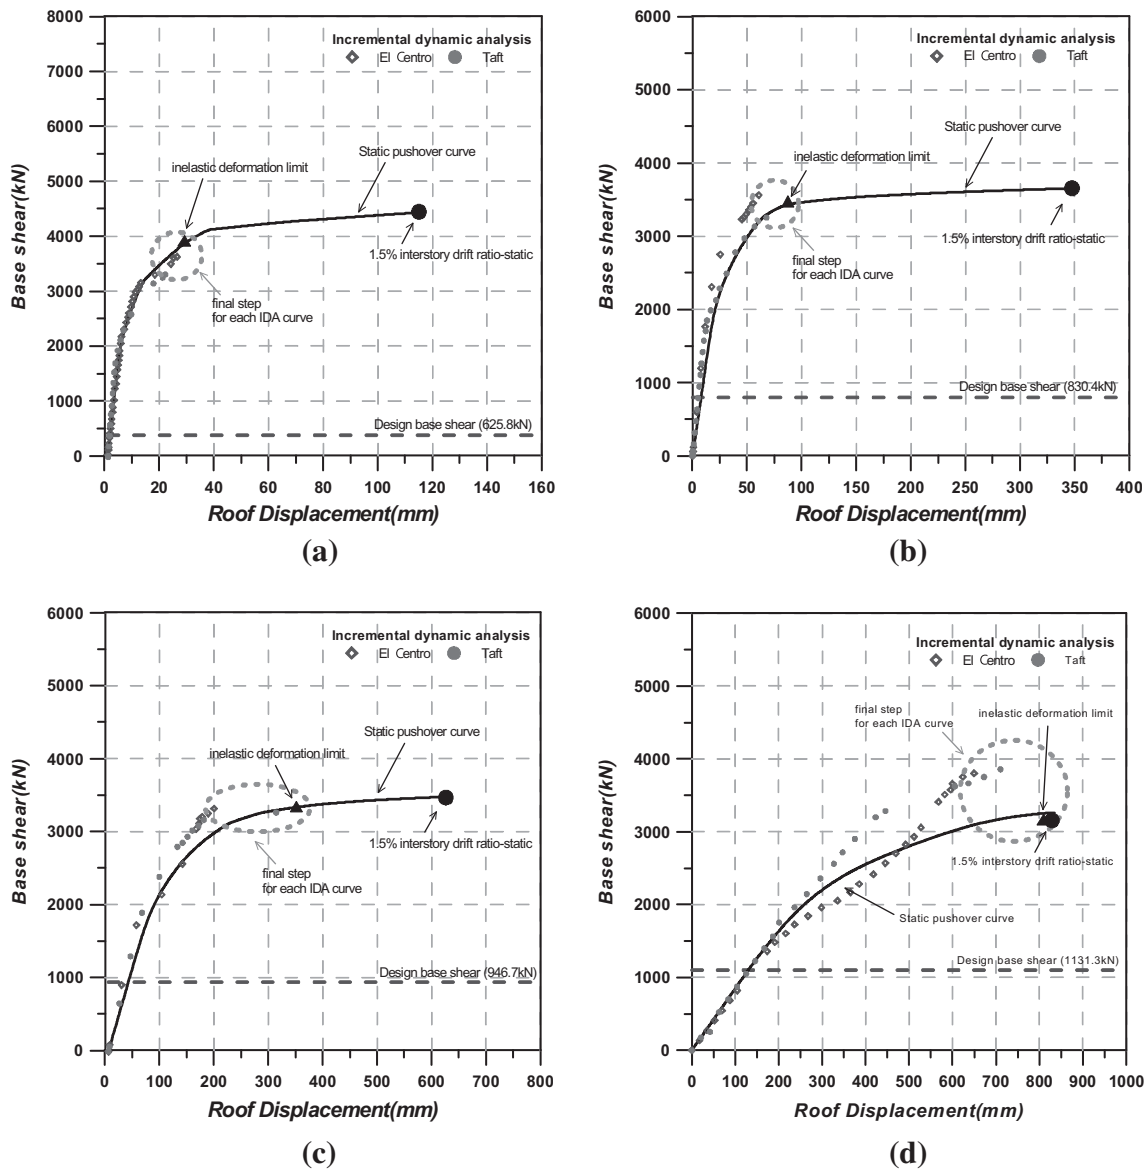 8000
7000
6000
5000
4000
3000
2000
1000
0
Base shear(kN)
Incremental dynamic analysis
El Centro
Taft
inelastic deformation limit
Static pushover curve
1.5% interstory drift ratio-static
final step
for each IDA curve
Design base shear (625.8kN)
0 20 40 60 80 100 120 140 160
Roof Displacement(mm)
(a)
6000
5000
4000
3000
2000
1000
0
Base shear(kN)
Incremental dynamic analysis
El Centro
Taft
Static pushover curve
inelastic deformation limit
1.5% interstory drift ratio-static
final step
for each IDA curve
Design base shear (830.4kN)
0 50 100 150 200 250 300 350 400
Roof Displacement(mm)
(b)
6000
5000
4000
3000
2000
1000
0
Base shear(kN)
Incremental dynamic analysis
El Centro
Taft
Static pushover curve
inelastic deformation limit
1.5% interstory drift ratio-static
final step
for each IDA curve
Design base shear (946.7kN)
0 100 200 300 400 500 600 700 800
Roof Displacement(mm)
(c)
6000
5000
4000
3000
2000
1000
0
Base shear(kN)
Incremental dynamic analysis
El Centro
Taft
final step
for each IDA curve
inelastic deformation limit
1.5% interstory drift ratio-static
Static pushover curve
Design base shear (1131.3kN)
0 100 200 300 400 500 600 700 800 900 1000
Roof Displacement(mm)
(d)